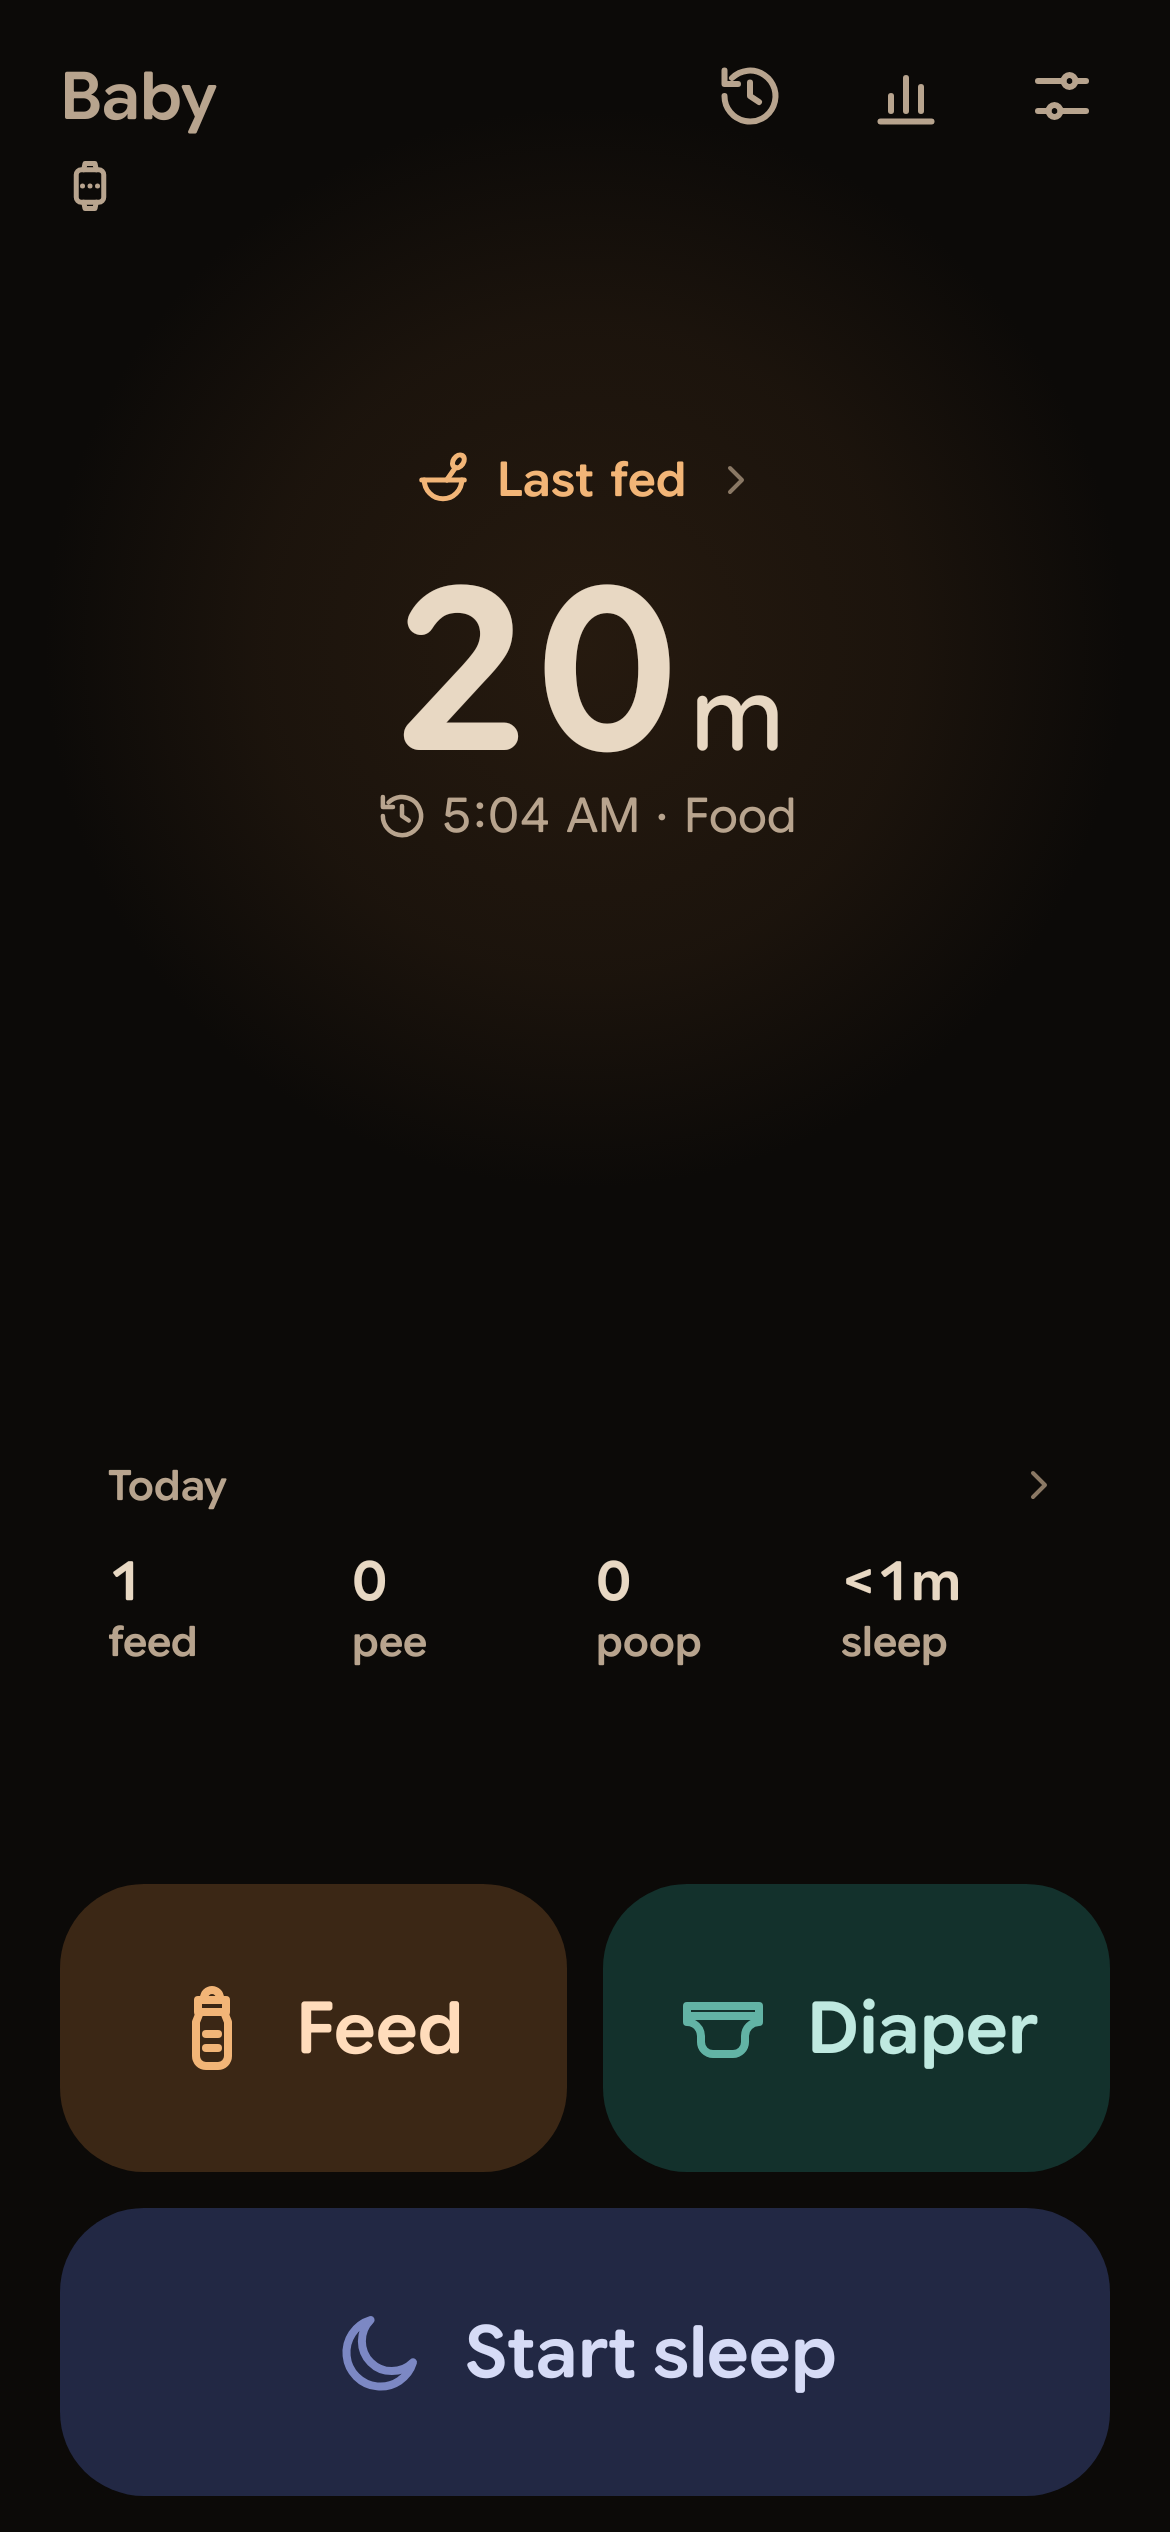 Baby
Last fed
20m
5:04 AM · Food
Today
1 0 0 <1m
feed pee poop sleep
Feed Diaper
Start sleep